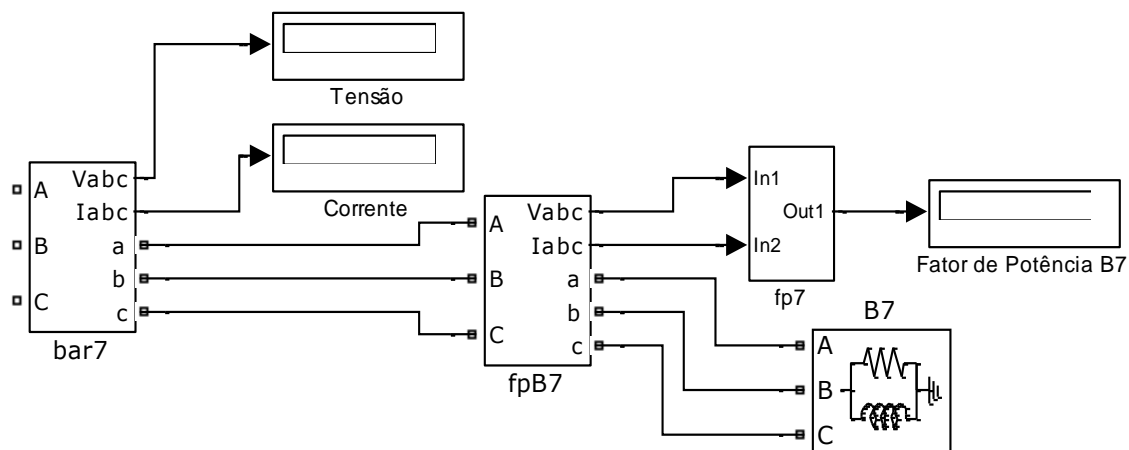 Tensão
Corrente
A
B
C
Vabc
Iabc
a
b
c
bar7
A
B
C
Vabc
Iabc
a
b
c
fpB7
In1
In2
Out1
fp7
Fator de Potência B7
B7
A
B
C